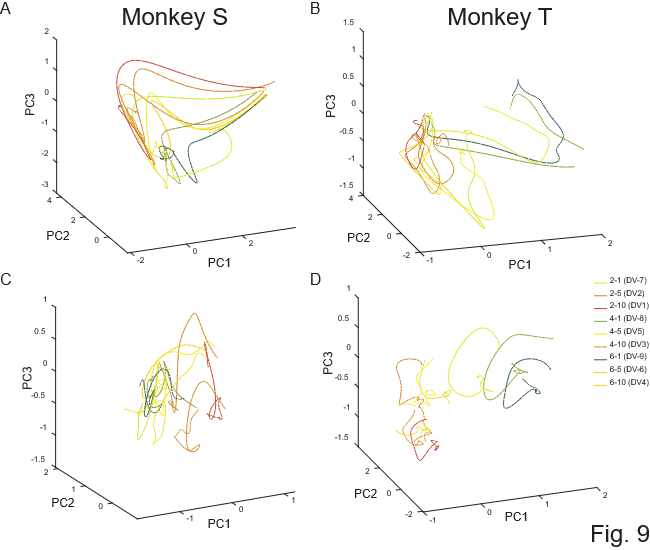 A
Monkey S
B
Monkey T
2
1
0
-1
-2
-3
PC3
4
2
0
PC2
-2
0
2
PC1
1.5
1
0.5
0
-0.5
-1
-1.5
PC3
4
2
0
-2
PC2
-1
0
1
2
PC1
C
1
0.5
0
-0.5
-1
-1.5
PC3
2
1
0
PC2
-1
0
1
PC1
D
1
0.5
0
-0.5
-1
-1.5
PC3
2
0
-2
PC2
-1
0
1
2
PC1
2-1 (DV-7)
2-5 (DV2)
2-10 (DV1)
4-1 (DV-8)
4-5 (DV5)
4-10 (DV3)
6-1 (DV-9)
6-5 (DV-6)
6-10 (DV4)
Fig. 9